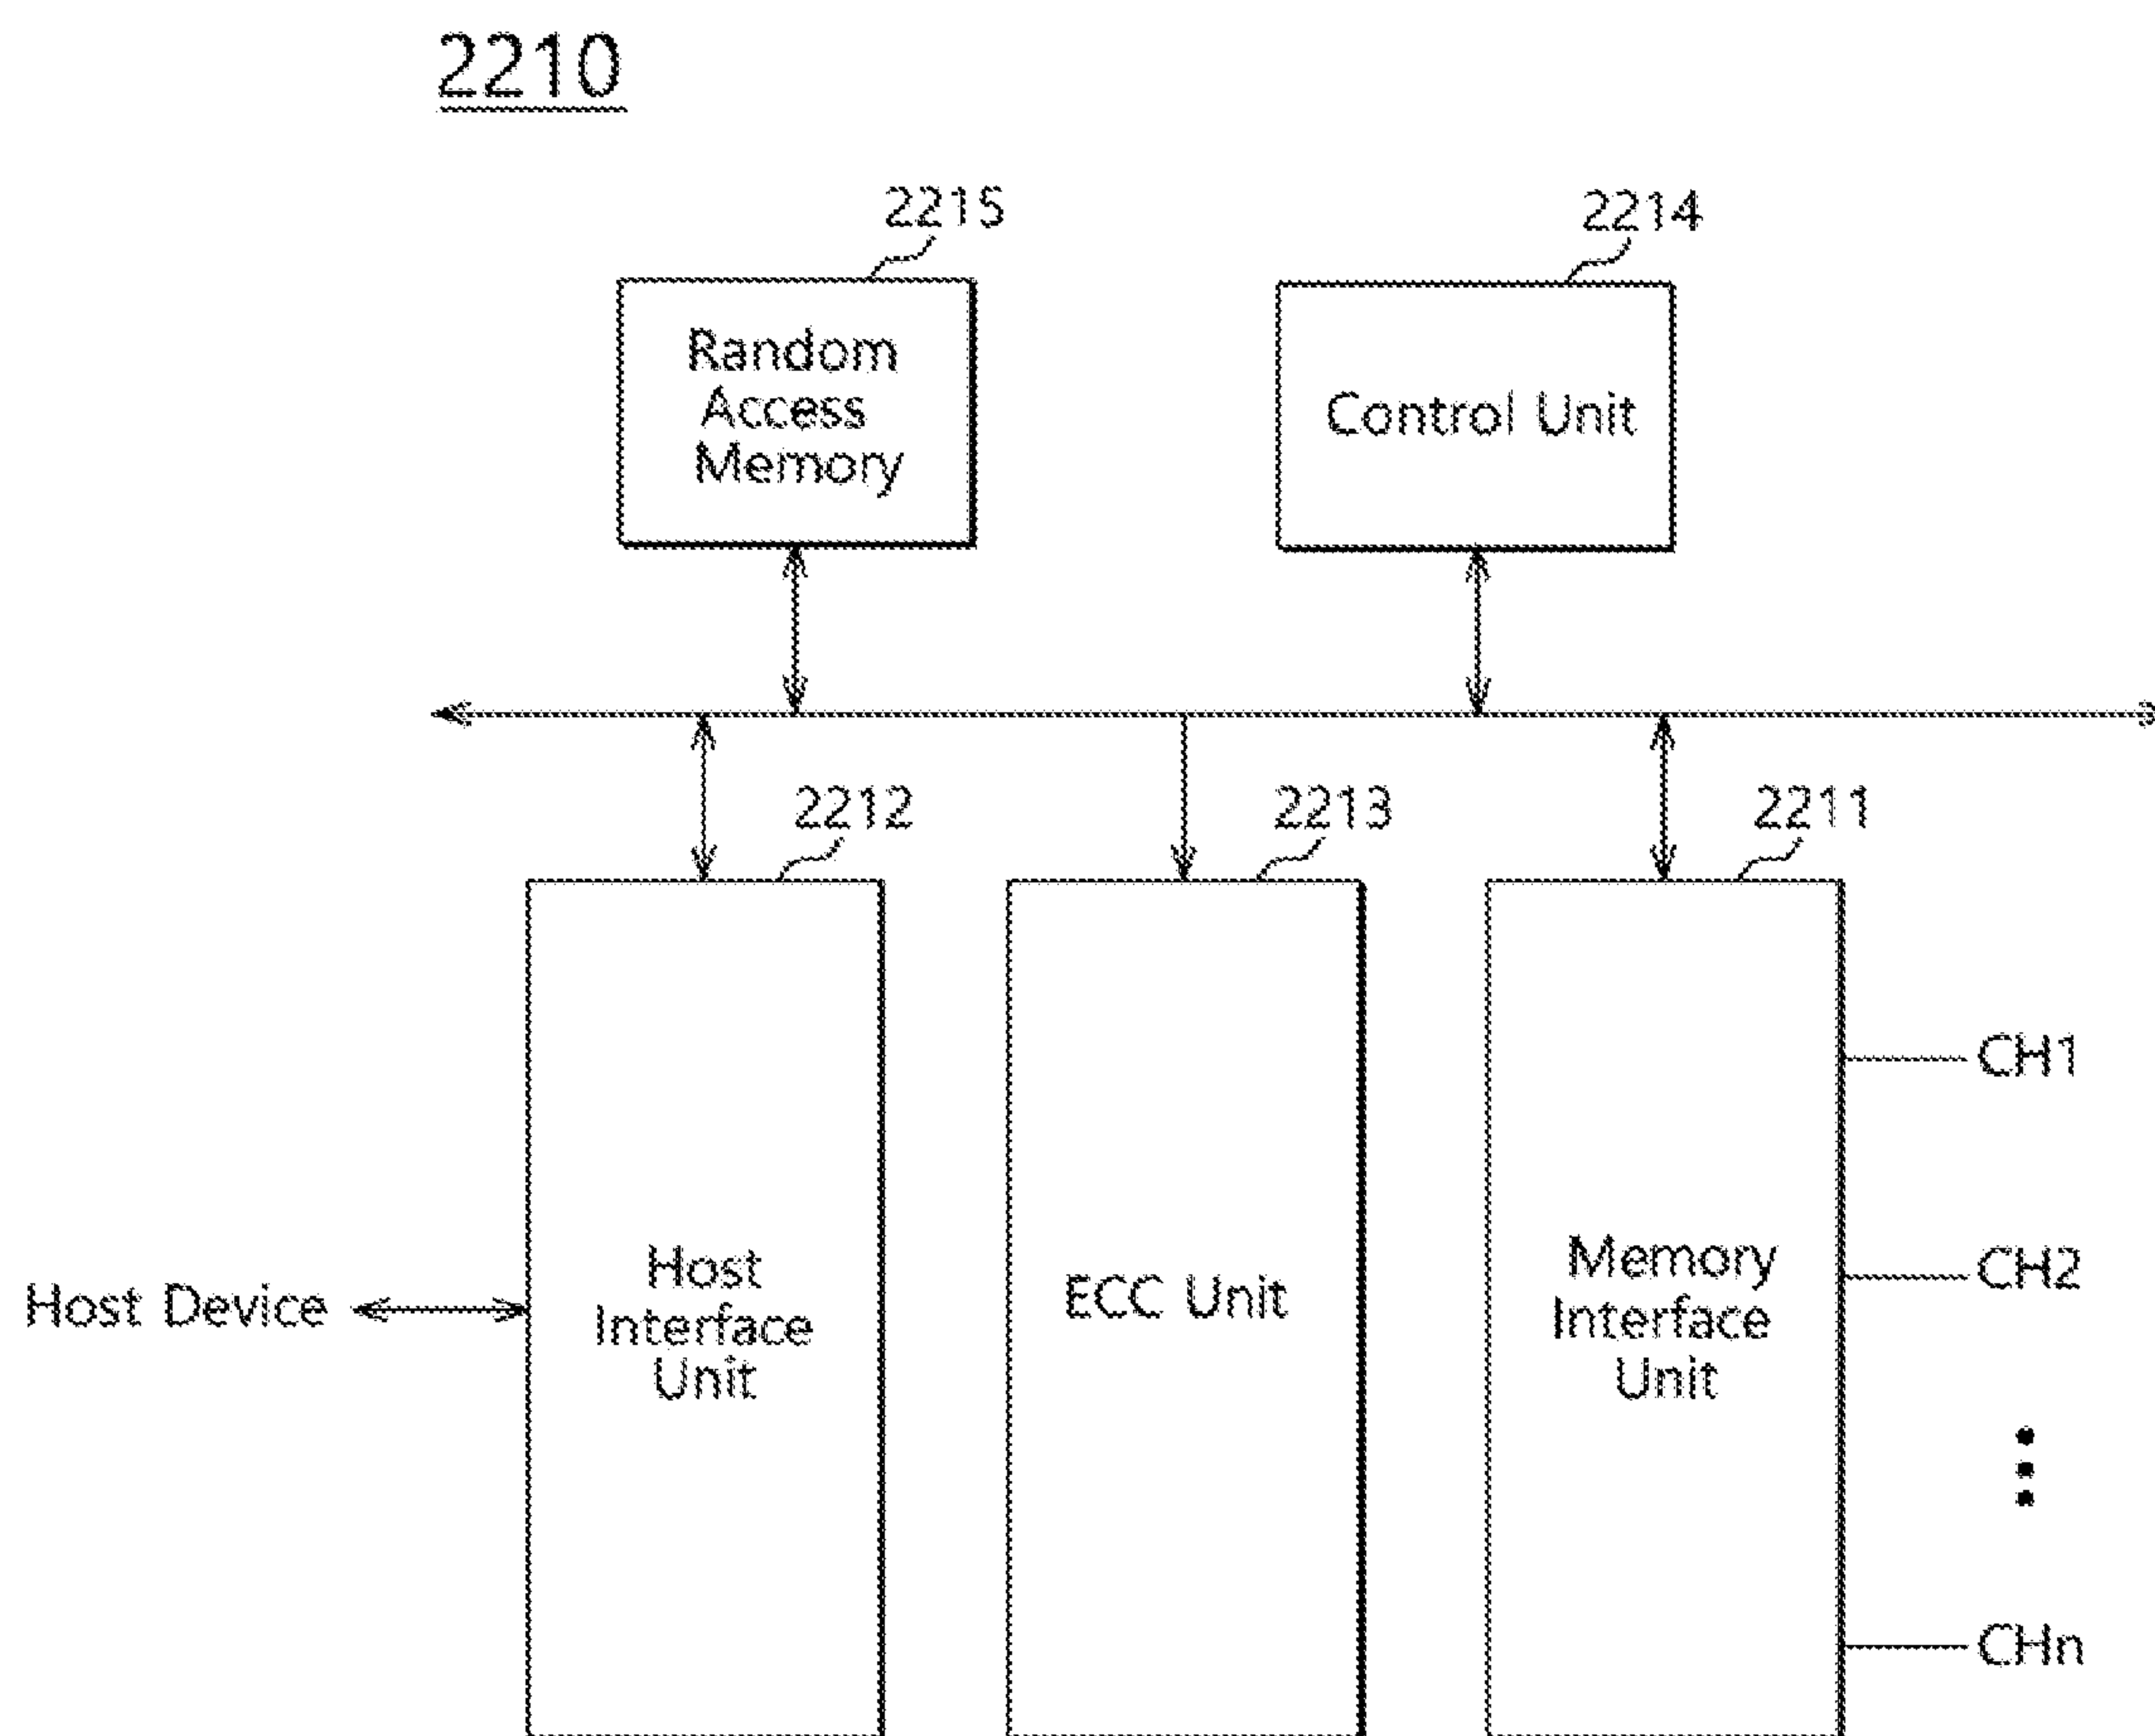 2210
2215
2214
Random
Access
Memory
Control Unit
2212
2213
2211
CH1
Host
Interface
Unit
ECC Unit
Memory
Interface
Unit
CH2
Host Device
CHn